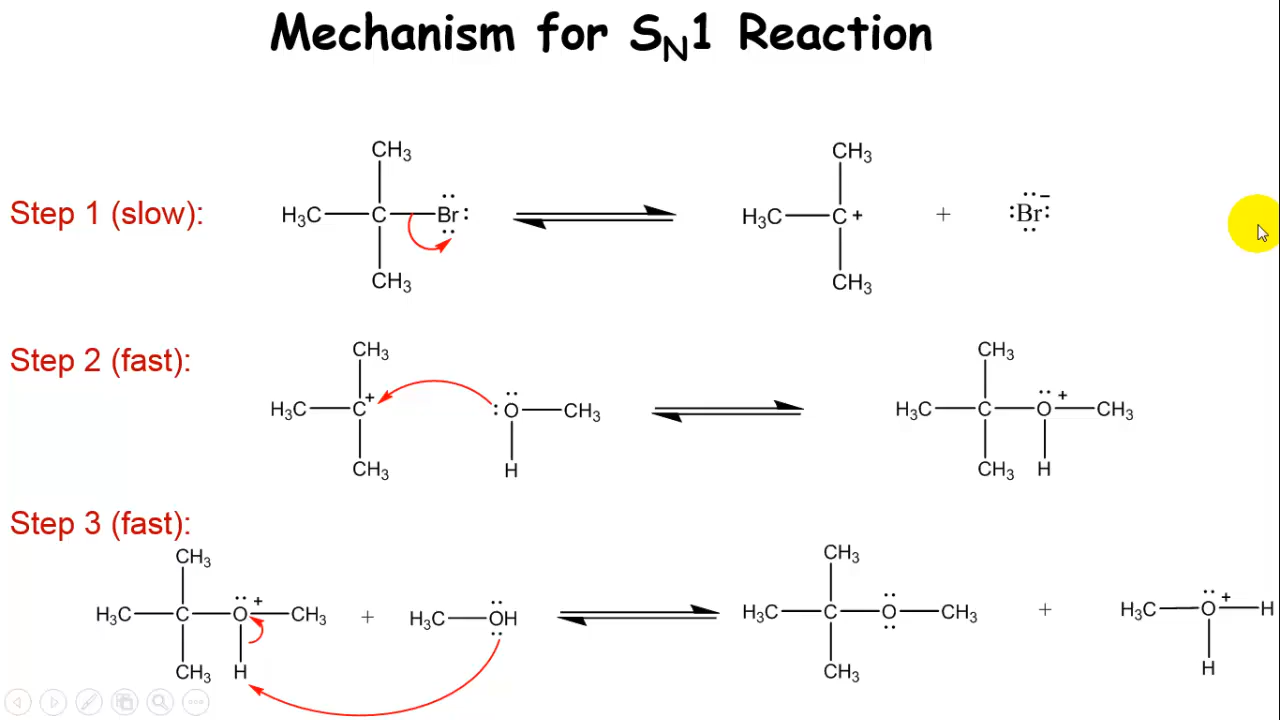 Mechanism for SN1 Reaction
Step 1 (slow):
CH3
H3C C Br
CH3
CH3
H3C C+
CH3
+
Br−
Step 2 (fast):
CH3
H3C C+
CH3
O CH3
H
CH3
H3C C O+ CH3
CH3 H
Step 3 (fast):
CH3
H3C C O+ CH3
CH3 H
+
H3C OH
CH3
H3C C O CH3
CH3
+
H3C O+ H
H